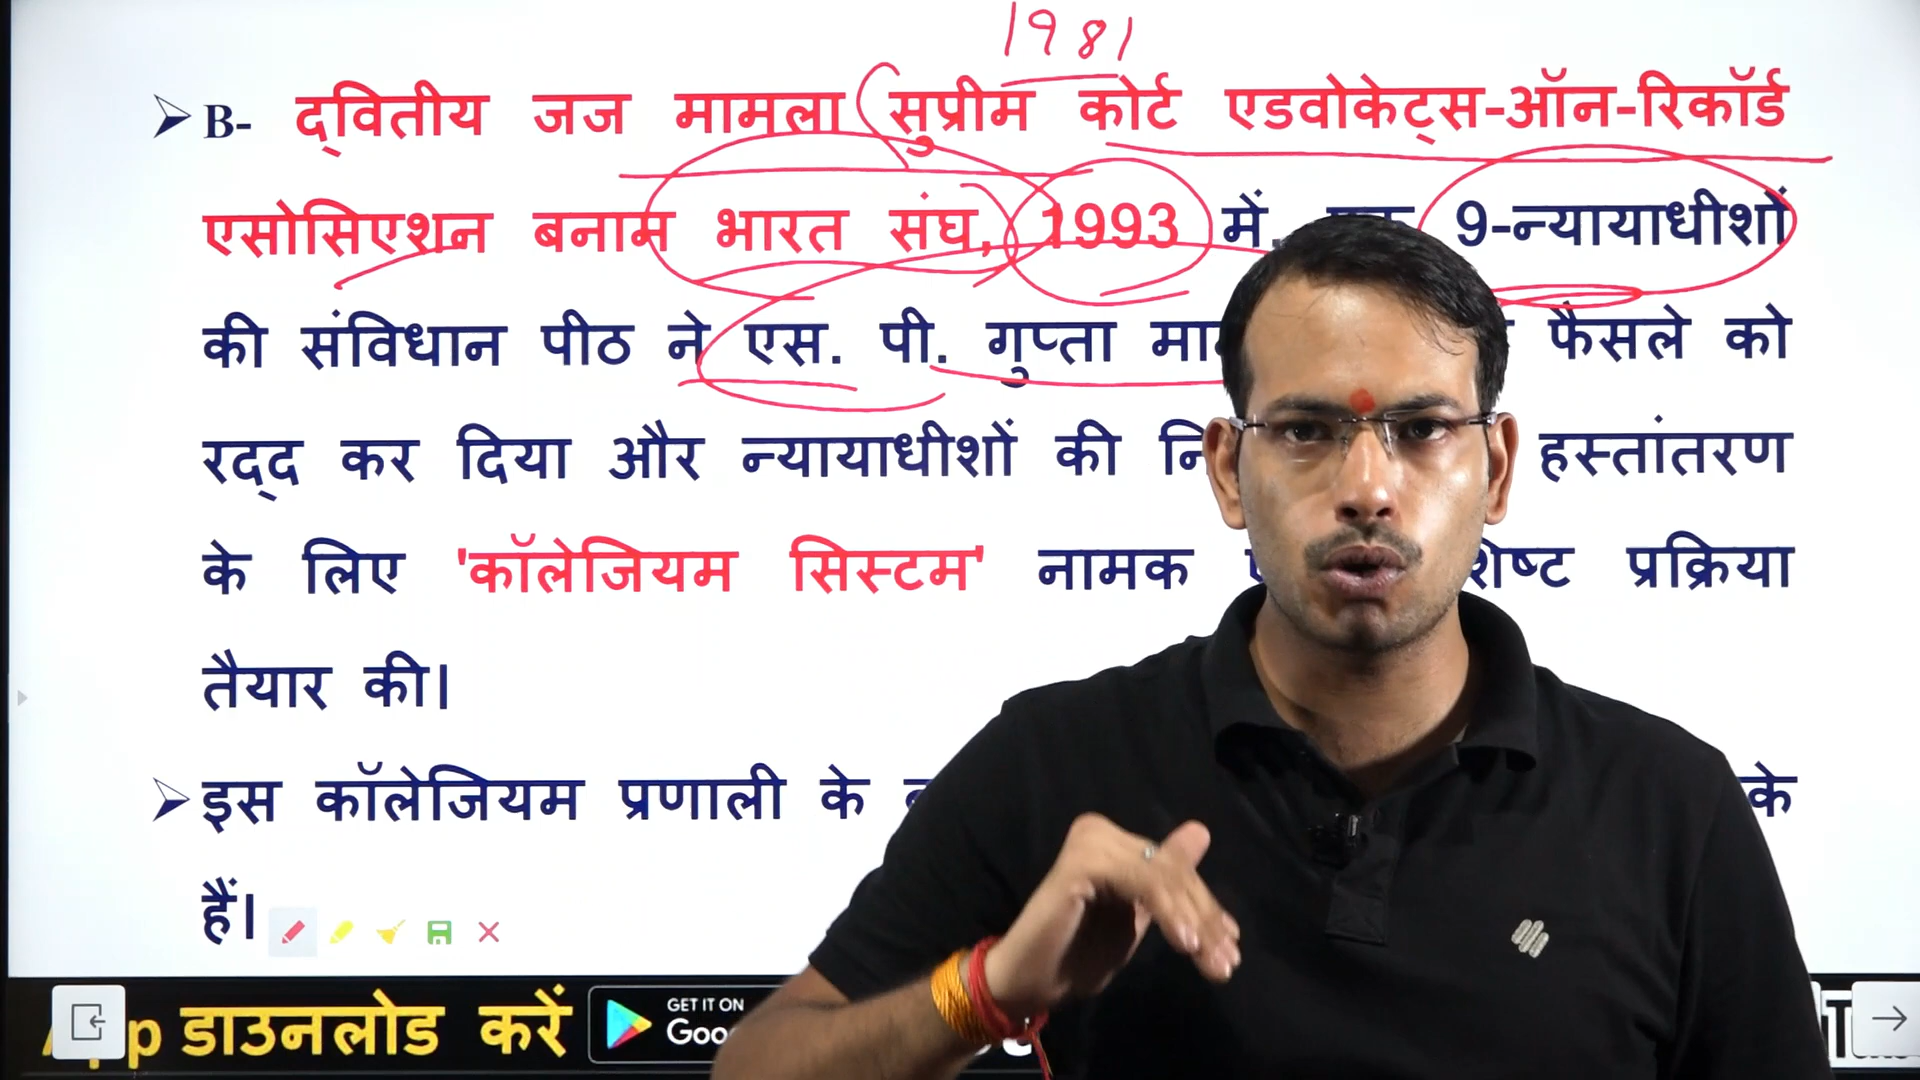 1981
B- द्वितीय जज मामला सुप्रीम कोर्ट एडवोकेट्स-ऑन-रिकॉर्ड
एसोसिएशन बनाम भारत संघ, 1993 में 9-न्यायाधीशों
की संविधान पीठ ने एस. पी. गुप्ता फैसले को
रद्द कर दिया और न्यायाधीशों की हस्तांतरण
के लिए 'कॉलेजियम सिस्टम' नामक प्रक्रिया
तैयार की।
इस कॉलेजियम प्रणाली के के
हैं।
App डाउनलोड करें GET IT ON